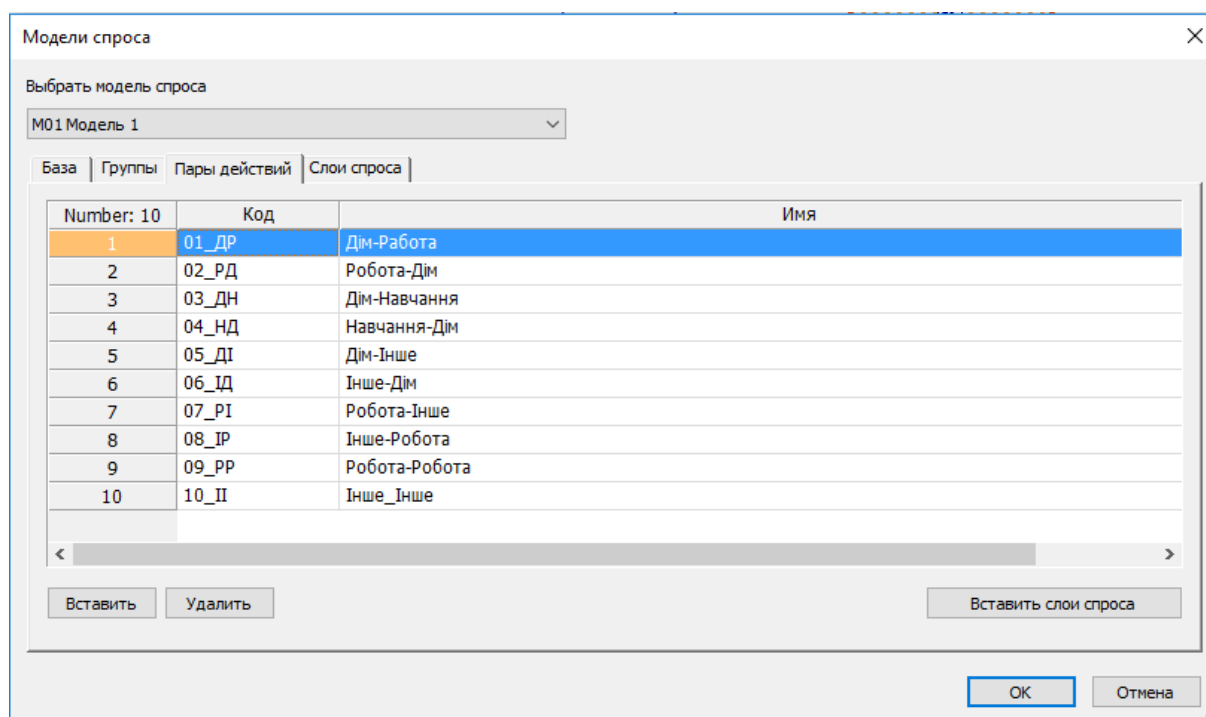 Модели спроса
Выбрать модель спроса
M01 Модель 1
База Группы Пары действий Слои спроса
Number: 10 Код Имя
1 01_ДР Дім-Работа
2 02_РД Робота-Дім
3 03_ДН Дім-Навчання
4 04_НД Навчання-Дім
5 05_ДІ Дім-Інше
6 06_ІД Інше-Дім
7 07_РІ Робота-Інше
8 08_ІР Інше-Робота
9 09_РР Робота-Робота
10 10_ІІ Інше_Інше
Вставить Удалить Вставить слои спроса
OK Отмена